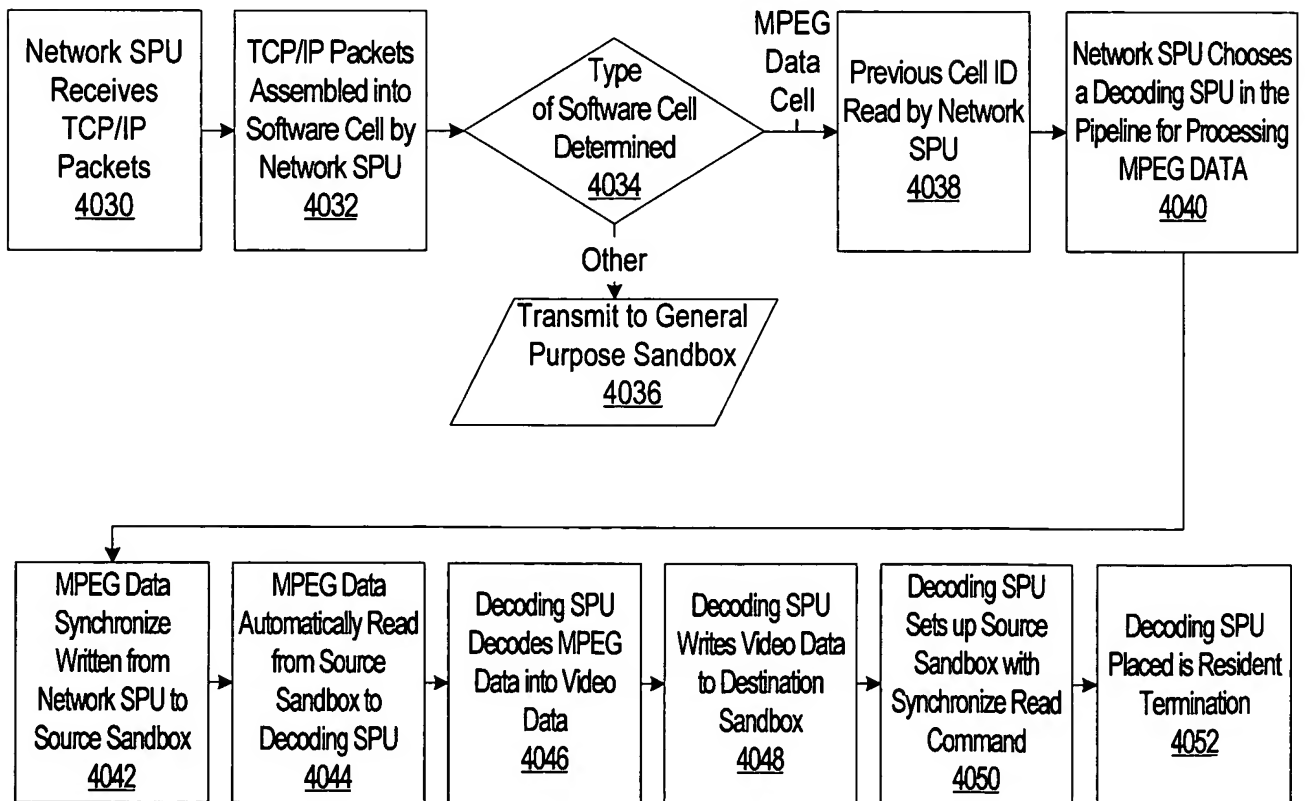 Network SPU
Receives
TCP/IP
Packets
4030
TCP/IP Packets
Assembled into
Software Cell by
Network SPU
4032
Type
of Software Cell
Determined
4034
MPEG
Data
Cell
Other
Transmit to General
Purpose Sandbox
4036
Previous Cell ID
Read by Network
SPU
4038
Network SPU Chooses
a Decoding SPU in the
Pipeline for Processing
MPEG DATA
4040
MPEG Data
Synchronize
Written from
Network SPU to
Source Sandbox
4042
MPEG Data
Automatically Read
from Source
Sandbox to
Decoding SPU
4044
Decoding SPU
Decodes MPEG
Data into Video
Data
4046
Decoding SPU
Writes Video Data
to Destination
Sandbox
4048
Decoding SPU
Sets up Source
Sandbox with
Synchronize Read
Command
4050
Decoding SPU
Placed is Resident
Termination
4052